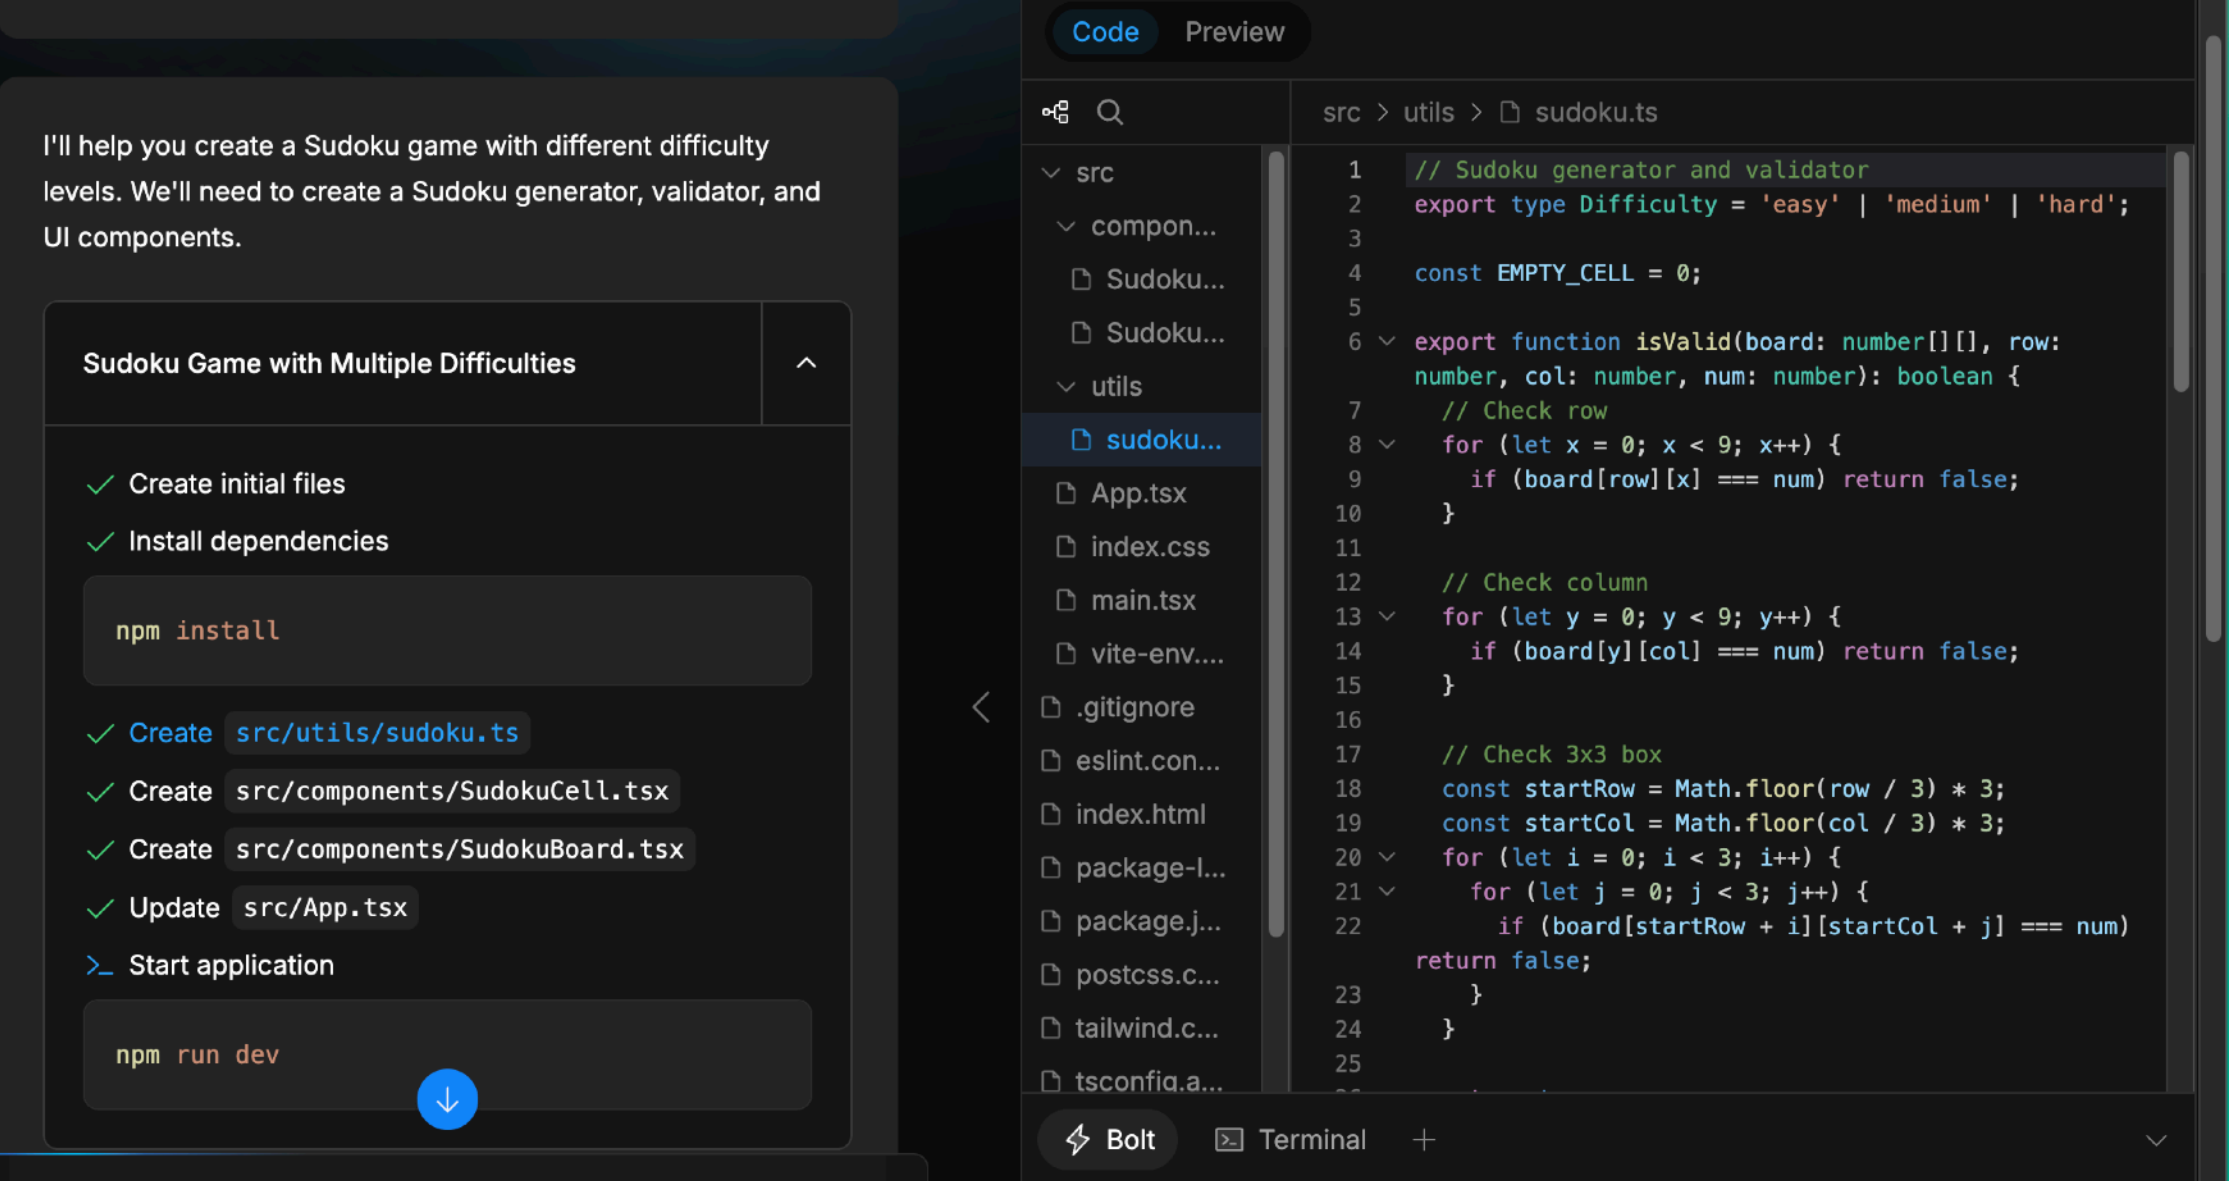 I'll help you create a Sudoku game with different difficulty
levels. We'll need to create a Sudoku generator, validator, and
UI components.
Sudoku Game with Multiple Difficulties
Create initial files
Install dependencies
npm install
Create src/utils/sudoku.ts
Create src/components/SudokuCell.tsx
Create src/components/SudokuBoard.tsx
Update src/App.tsx
>_ Start application
npm run dev
Code Preview
src
compon...
Sudoku...
Sudoku...
utils
sudoku...
App.tsx
index.css
main.tsx
vite-env....
.gitignore
eslint.con...
index.html
package-l...
package.j...
postcss.c...
tailwind.c...
tsconfig.a...
src > utils > sudoku.ts
1 // Sudoku generator and validator
2 export type Difficulty = 'easy' | 'medium' | 'hard';
3
4 const EMPTY_CELL = 0;
5
6 export function isValid(board: number[][], row:
number, col: number, num: number): boolean {
7 // Check row
8 for (let x = 0; x < 9; x++) {
9 if (board[row][x] === num) return false;
10 }
11
12 // Check column
13 for (let y = 0; y < 9; y++) {
14 if (board[y][col] === num) return false;
15 }
16
17 // Check 3x3 box
18 const startRow = Math.floor(row / 3) * 3;
19 const startCol = Math.floor(col / 3) * 3;
20 for (let i = 0; i < 3; i++) {
21 for (let j = 0; j < 3; j++) {
22 if (board[startRow + i][startCol + j] === num)
return false;
23 }
24 }
25
Bolt Terminal +